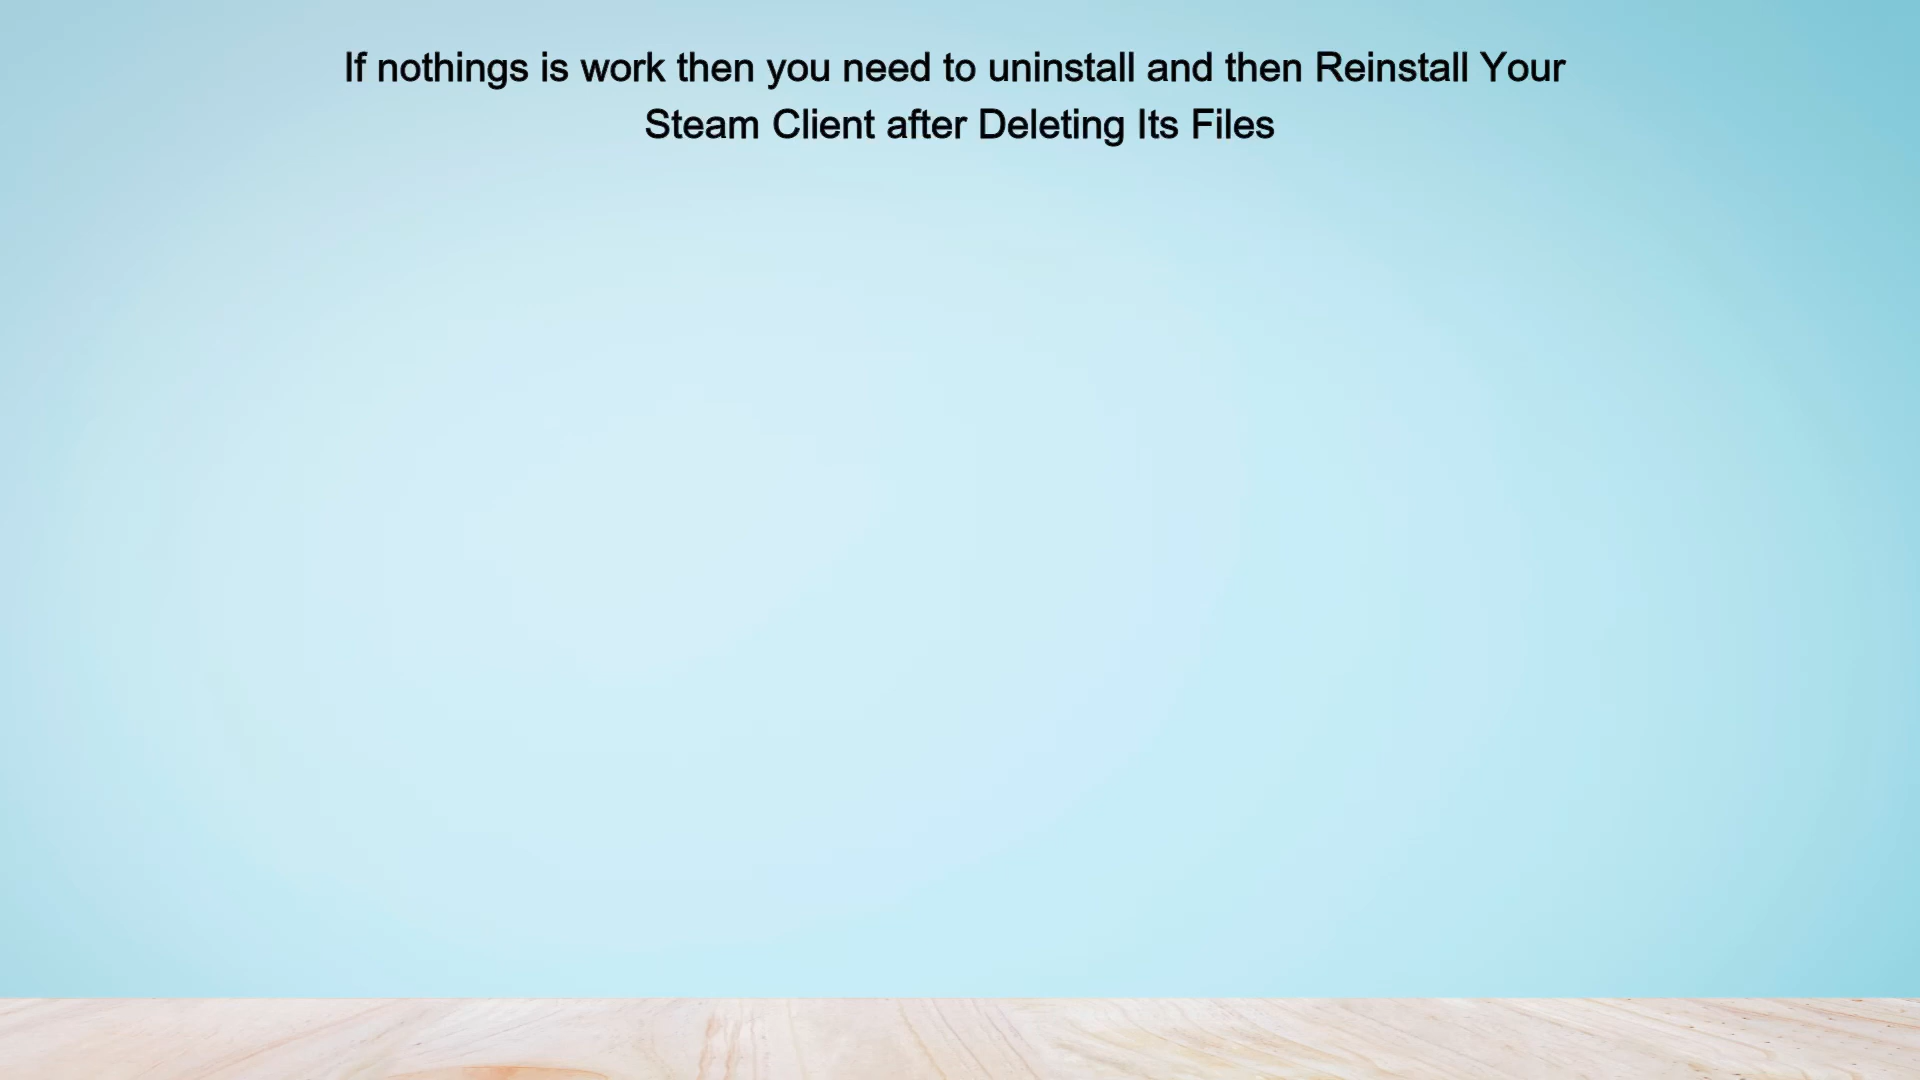 If nothings is work then you need to uninstall and then Reinstall Your
Steam Client after Deleting Its Files